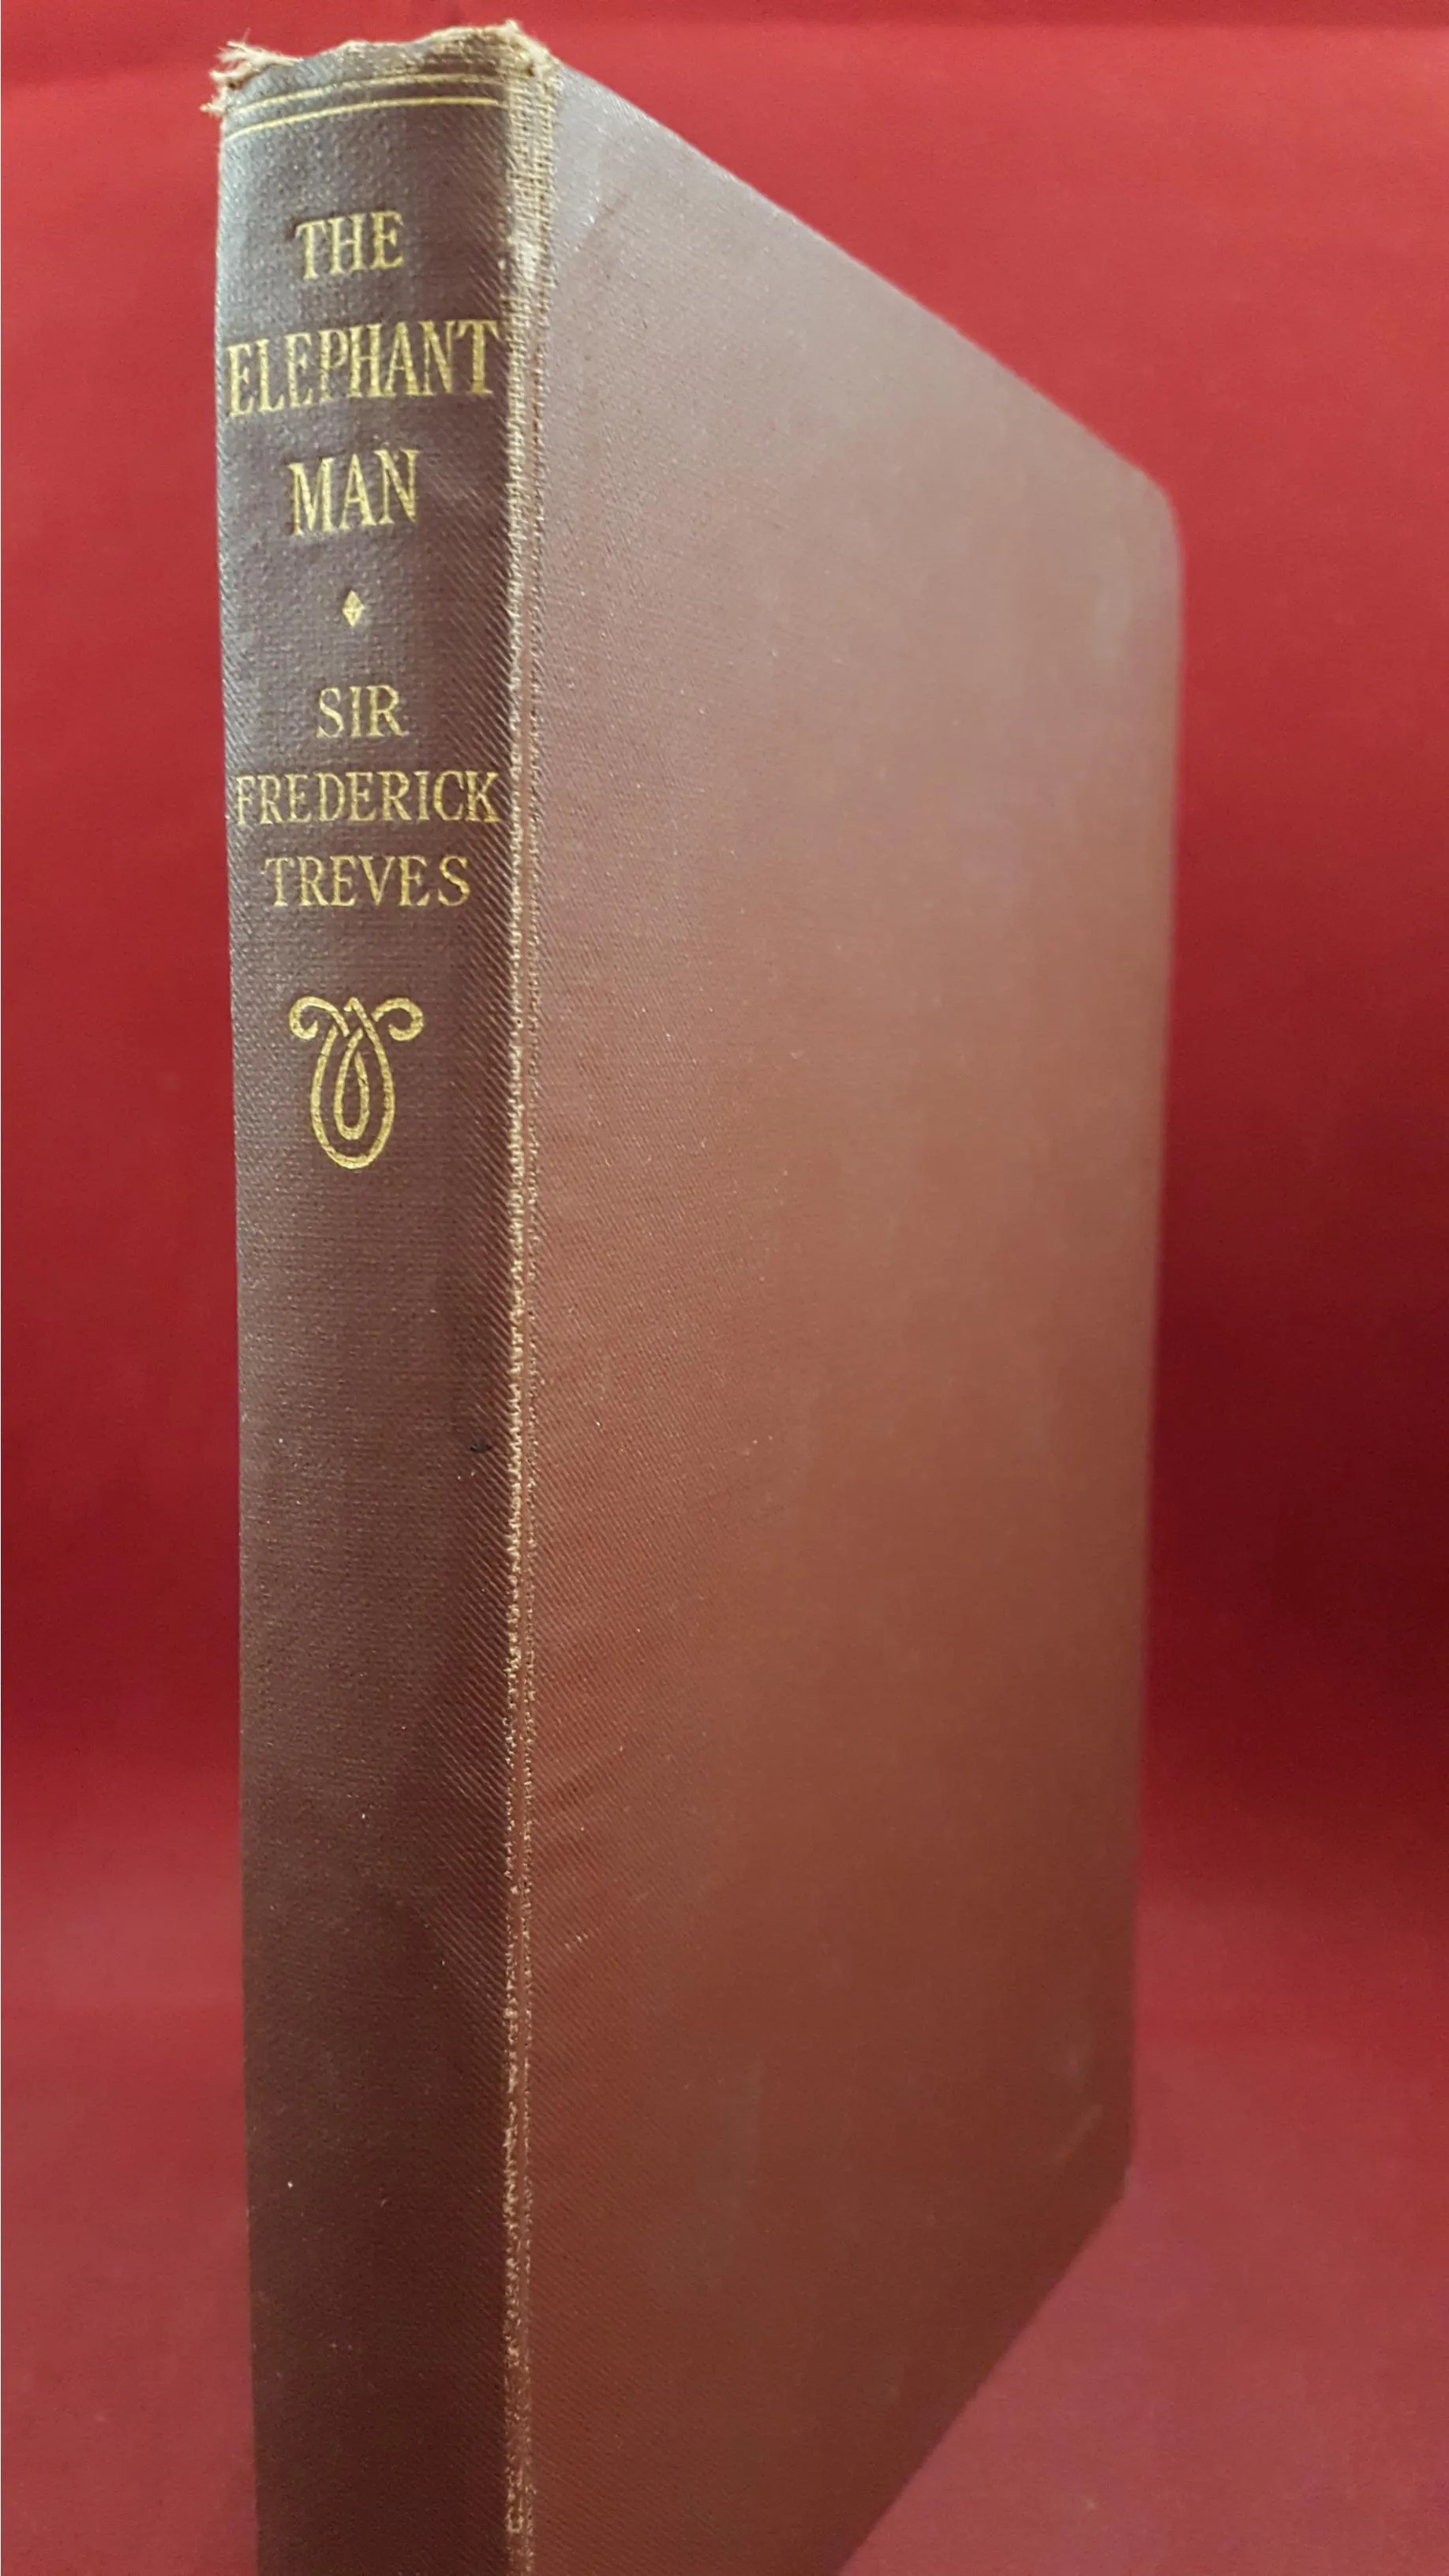 THE
ELEPHANT
MAN
SIR
FREDERICK
TREVES